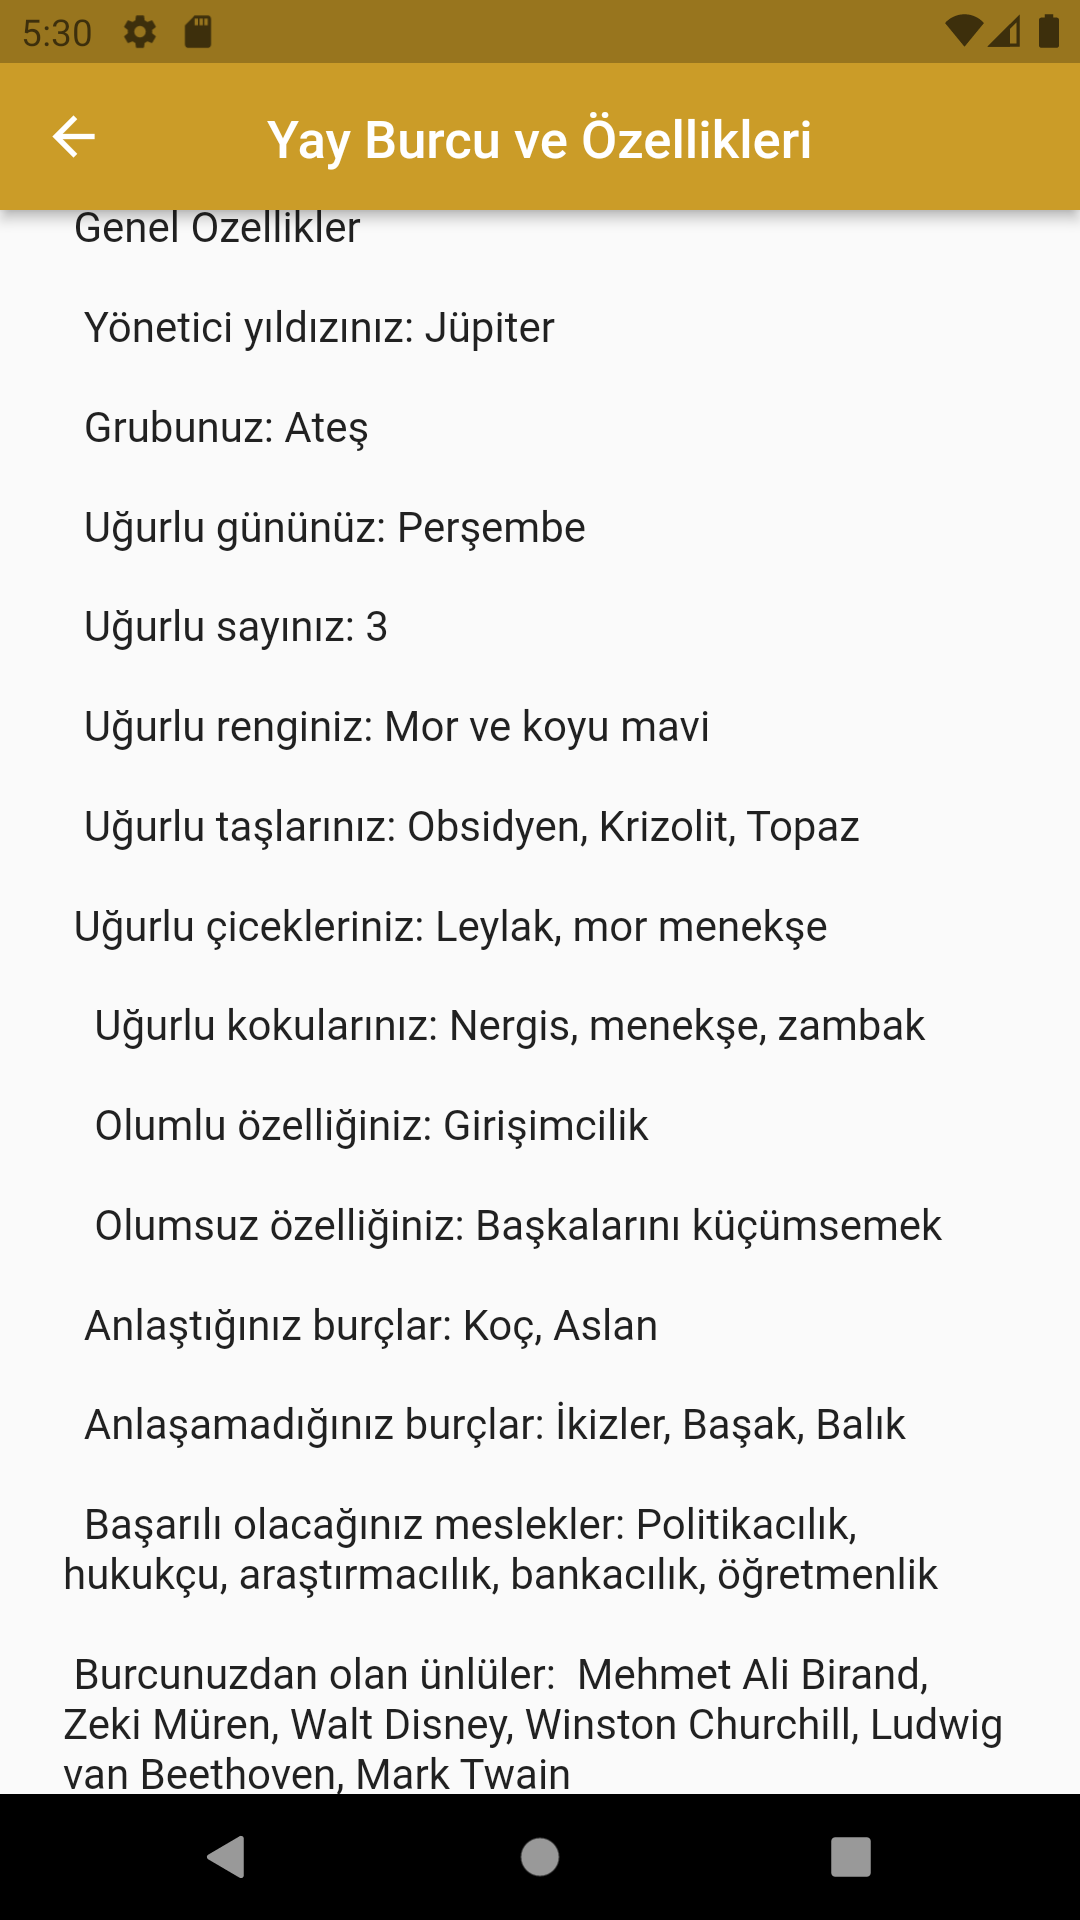 5:30
Yay Burcu ve Özellikleri
Genel Özellikler
Yönetici yıldızınız: Jüpiter
Grubunuz: Ateş
Uğurlu gününüz: Perşembe
Uğurlu sayınız: 3
Uğurlu renginiz: Mor ve koyu mavi
Uğurlu taşlarınız: Obsidyen, Krizolit, Topaz
Uğurlu çicekleriniz: Leylak, mor menekşe
Uğurlu kokularınız: Nergis, menekşe, zambak
Olumlu özelliğiniz: Girişimcilik
Olumsuz özelliğiniz: Başkalarını küçümsemek
Anlaştığınız burçlar: Koç, Aslan
Anlaşamadığınız burçlar: İkizler, Başak, Balık
Başarılı olacağınız meslekler: Politikacılık,
hukukçu, araştırmacılık, bankacılık, öğretmenlik
Burcunuzdan olan ünlüler:  Mehmet Ali Birand,
Zeki Müren, Walt Disney, Winston Churchill, Ludwig
van Beethoven, Mark Twain